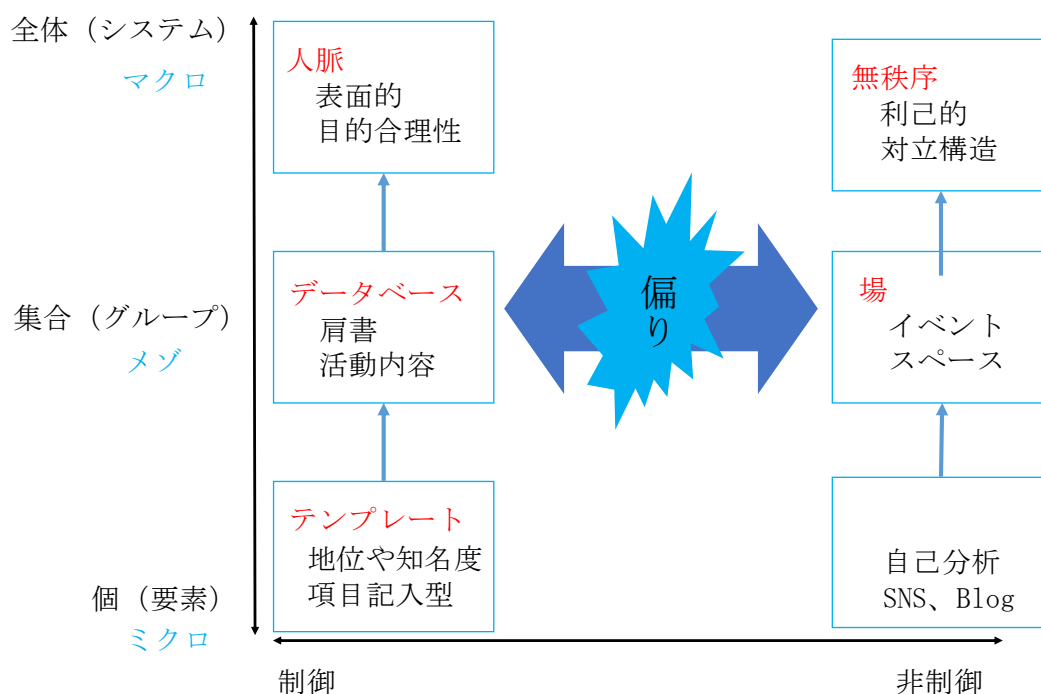 全体（システム）
マクロ
人脈
表面的
目的合理性
無秩序
利己的
対立構造
集合（グループ）
メゾ
データベース
肩書
活動内容
偏り
場
イベント
スペース
個（要素）
ミクロ
テンプレート
地位や知名度
項目記入型
自己分析
SNS、Blog
制御
非制御